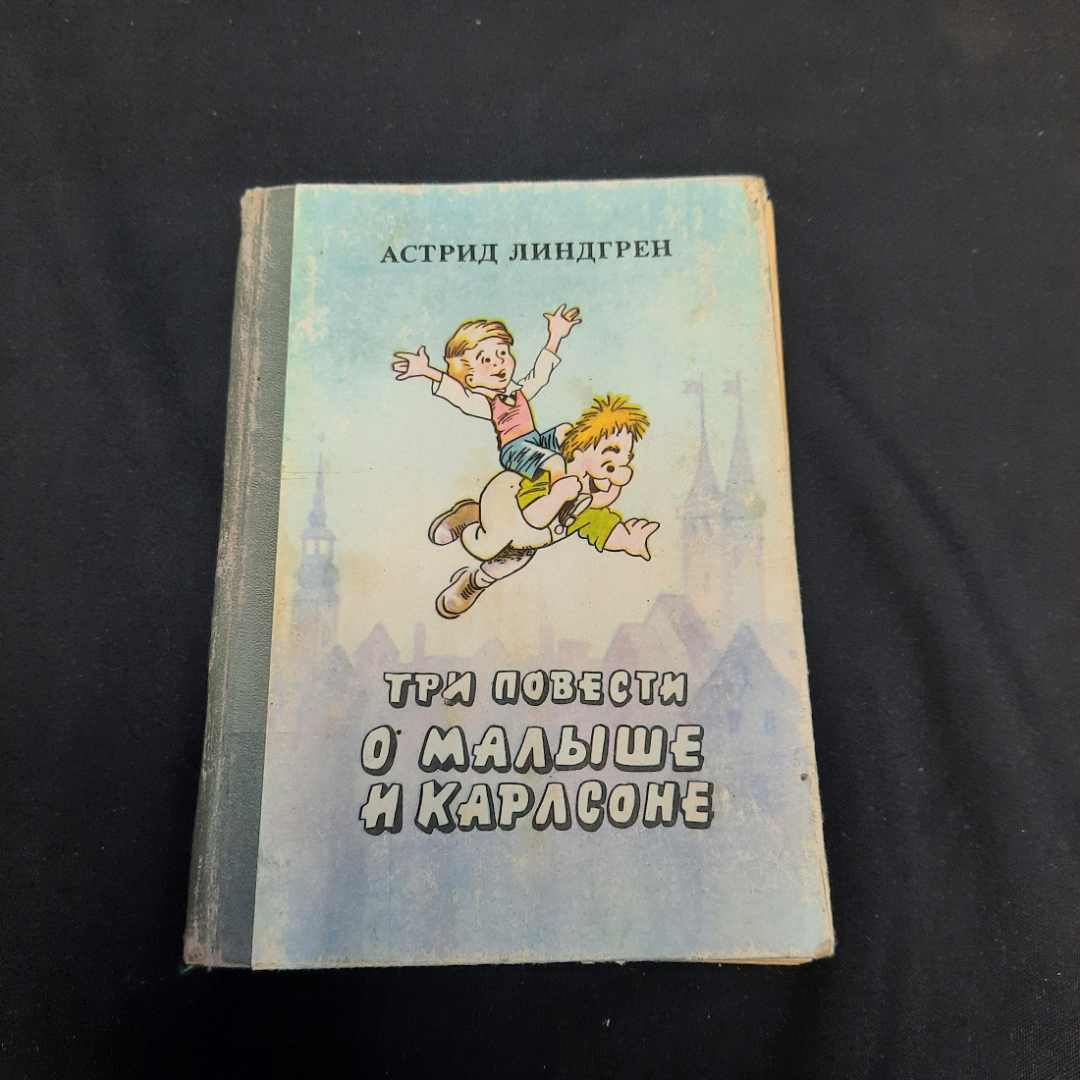 АСТРИД ЛИНДГРЕН
ТРИ ПОВЕСТИ
О МАЛЫШЕ
И КАРЛСОНЕ